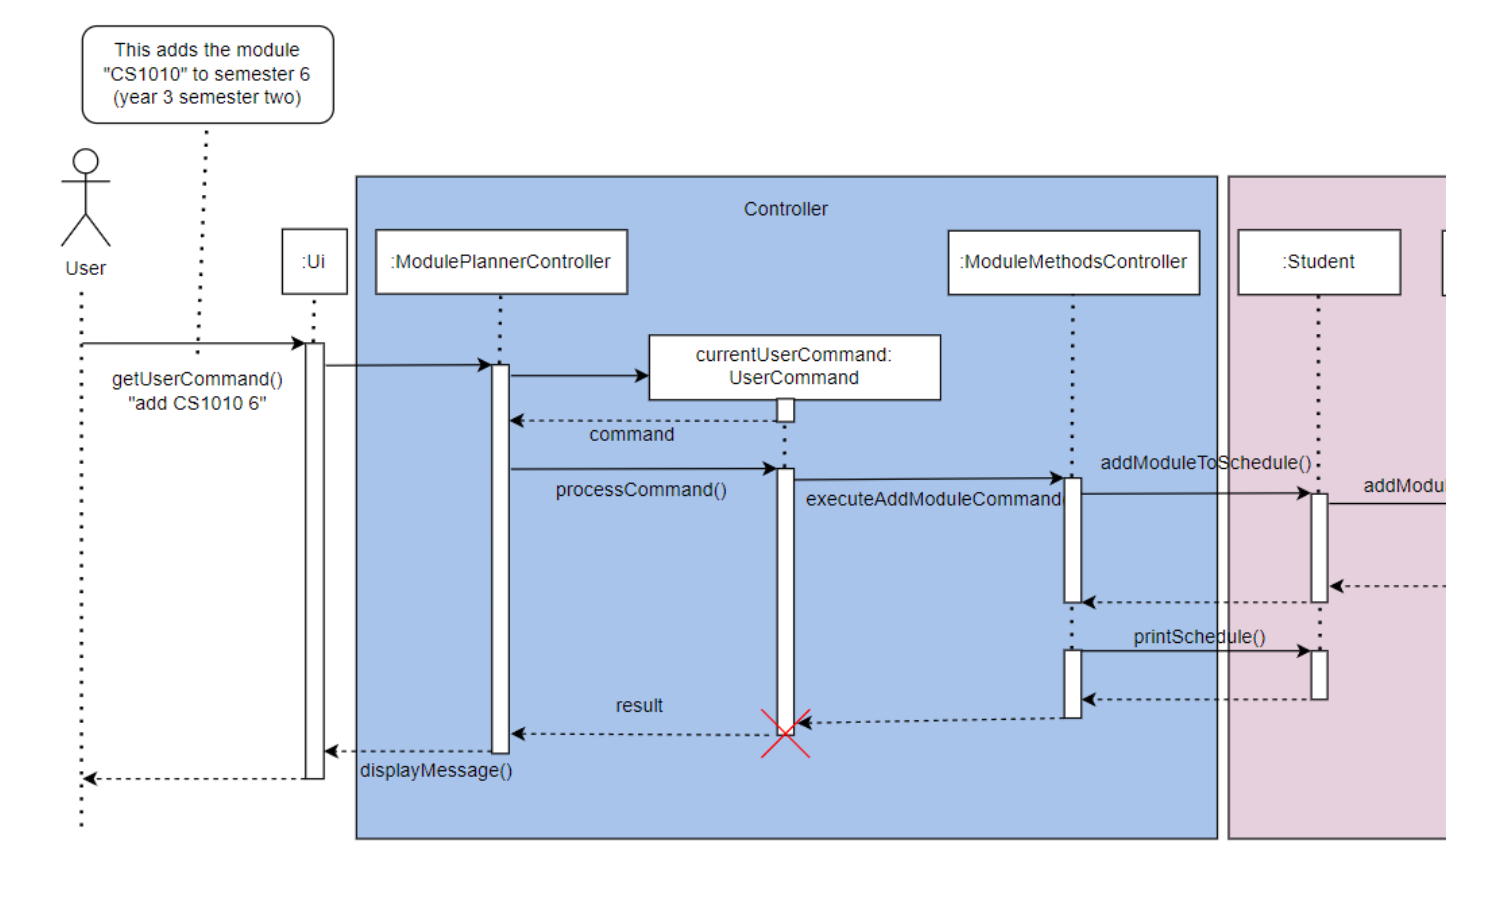 This adds the module
"CS1010" to semester 6
(year 3 semester two)
User
Controller
:Ui
:ModulePlannerController
:ModuleMethodsController
:Student
currentUserCommand:
UserCommand
getUserCommand()
"add CS1010 6"
command
processCommand()
executeAddModuleCommand(
addModuleToSchedule()
addModul
printSchedule()
result
displayMessage()